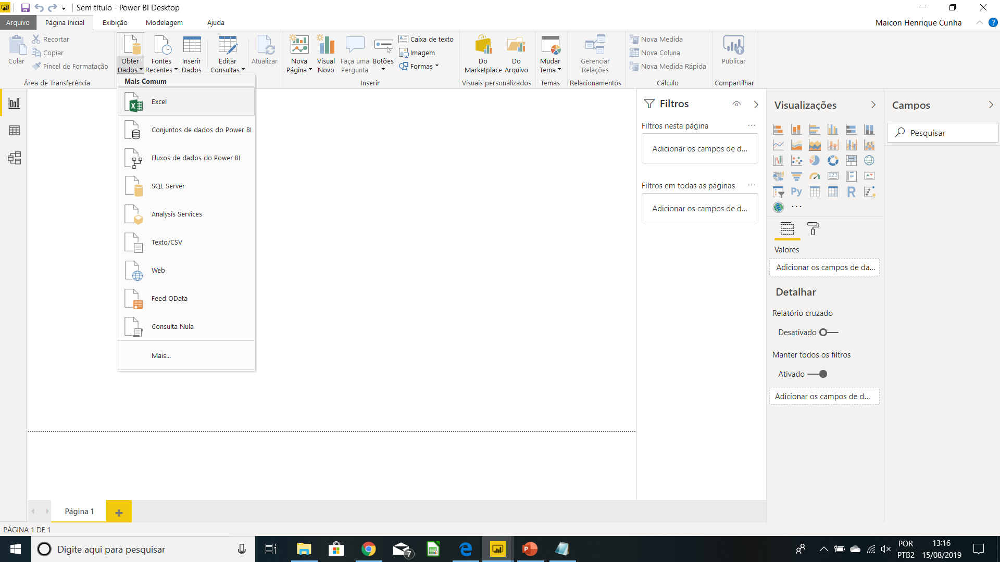 Sem título - Power BI Desktop
Arquivo
Página Inicial
Exibição
Modelagem
Ajuda
Maicon Henrique Cunha
?
Colar
Recortar
Copiar
Pincel de Formatação
Área de Transferência
Obter
Dados
Fontes
Recentes
Inserir
Dados
Editar
Consultas
Atualizar
Nova
Página
Visual
Novo
Faça uma
Pergunta
Botões
Caixa de texto
Imagem
Formas
Inserir
Do
Marketplace
Do
Arquivo
Visuais personalizados
Mudar
Tema
Temas
Gerenciar
Relações
Relacionamentos
Nova Medida
Nova Coluna
Nova Medida Rápida
Cálculo
Publicar
Compartilhar
Mais Comum
Excel
Conjuntos de dados do Power BI
Fluxos de dados do Power BI
SQL Server
Analysis Services
Texto/CSV
Web
Feed OData
Consulta Nula
Mais...
Filtros
Filtros nesta página
...
Adicionar os campos de d...
Filtros em todas as páginas
...
Adicionar os campos de d...
Visualizações
123
Py
R
...
Valores
Adicionar os campos de da...
Detalhar
Relatório cruzado
Desativado
Manter todos os filtros
Ativado
Adicionar os campos de d...
Campos
Pesquisar
Página 1
+
PÁGINA 1 DE 1
Digite aqui para pesquisar
7
POR
PTB2
13:16
15/08/2019